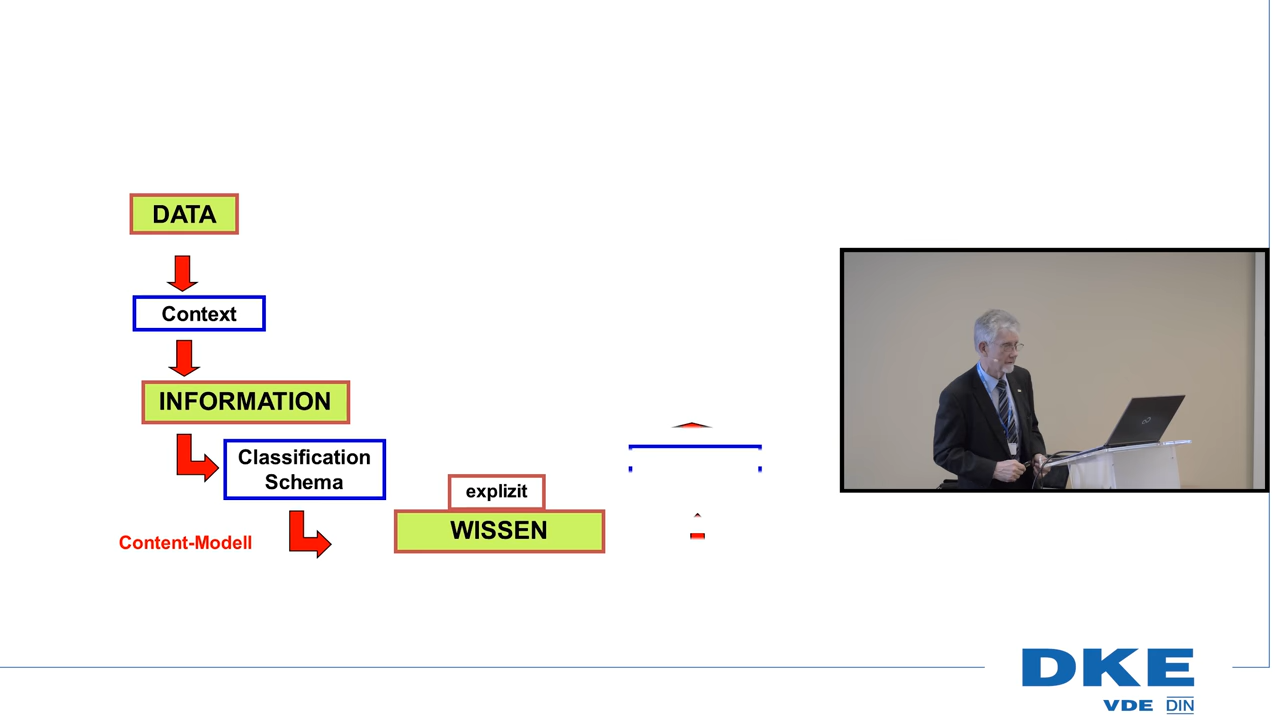 DATA
Context
INFORMATION
Classification
Schema
explizit
WISSEN
Content-Modell
DKE
VDE DIN